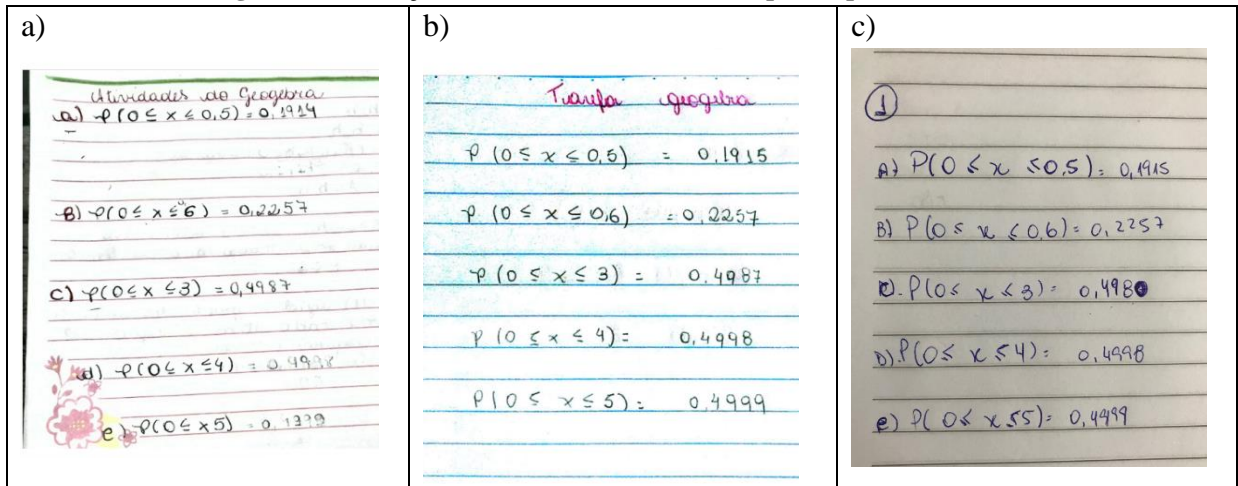 a)
Atividades do Geogebra
a) P(0 ≤ x ≤ 0,5) = 0,1914
B) P(0 ≤ x ≤ 6) = 0,2257
C) P(0 ≤ x ≤ 3) = 0,4987
d) P(0 ≤ x ≤ 4) = 0,4998
e) P(0 ≤ x 5) = 0,1339
b)
Tarefa geogebra
P (0 ≤ x ≤ 0,5) = 0,1915
P (0 ≤ x ≤ 0,6) = 0,2257
P (0 ≤ x ≤ 3) = 0,4987
P (0 ≤ x ≤ 4) = 0,4998
P (0 ≤ x ≤ 5) = 0,4999
c)
1
A) P(0 ≤ x ≤ 0,5) = 0,1915
B) P(0 ≤ x ≤ 0,6) = 0,2257
P(0 ≤ x ≤ 3) = 0,498
D) P(0 ≤ x ≤ 4) = 0,4998
e) P(0 ≤ x ≤ 5) = 0,4999